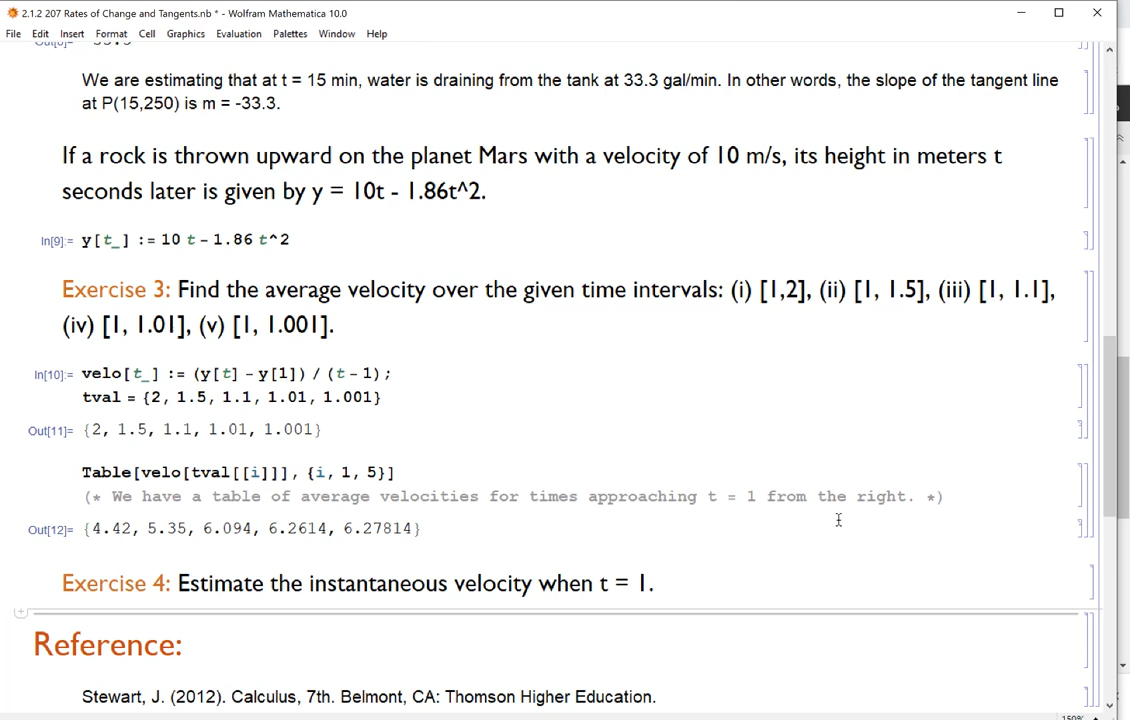 2.1.2 207 Rates of Change and Tangents.nb * - Wolfram Mathematica 10.0
File Edit Insert Format Cell Graphics Evaluation Palettes Window Help
We are estimating that at t = 15 min, water is draining from the tank at 33.3 gal/min. In other words, the slope of the tangent line
at P(15,250) is m = -33.3.
If a rock is thrown upward on the planet Mars with a velocity of 10 m/s, its height in meters t
seconds later is given by y = 10t - 1.86t^2.
In[9]:= y[t_] := 10 t - 1.86 t^2
Exercise 3: Find the average velocity over the given time intervals: (i) [1,2], (ii) [1, 1.5], (iii) [1, 1.1],
(iv) [1, 1.01], (v) [1, 1.001].
In[10]:= velo[t_] := (y[t] - y[1]) / (t - 1);
tval = {2, 1.5, 1.1, 1.01, 1.001}
Out[11]= {2, 1.5, 1.1, 1.01, 1.001}
Table[velo[tval[[i]]], {i, 1, 5}]
(* We have a table of average velocities for times approaching t = 1 from the right. *)
Out[12]= {4.42, 5.35, 6.094, 6.2614, 6.27814}
Exercise 4: Estimate the instantaneous velocity when t = 1.
Reference:
Stewart, J. (2012). Calculus, 7th. Belmont, CA: Thomson Higher Education.